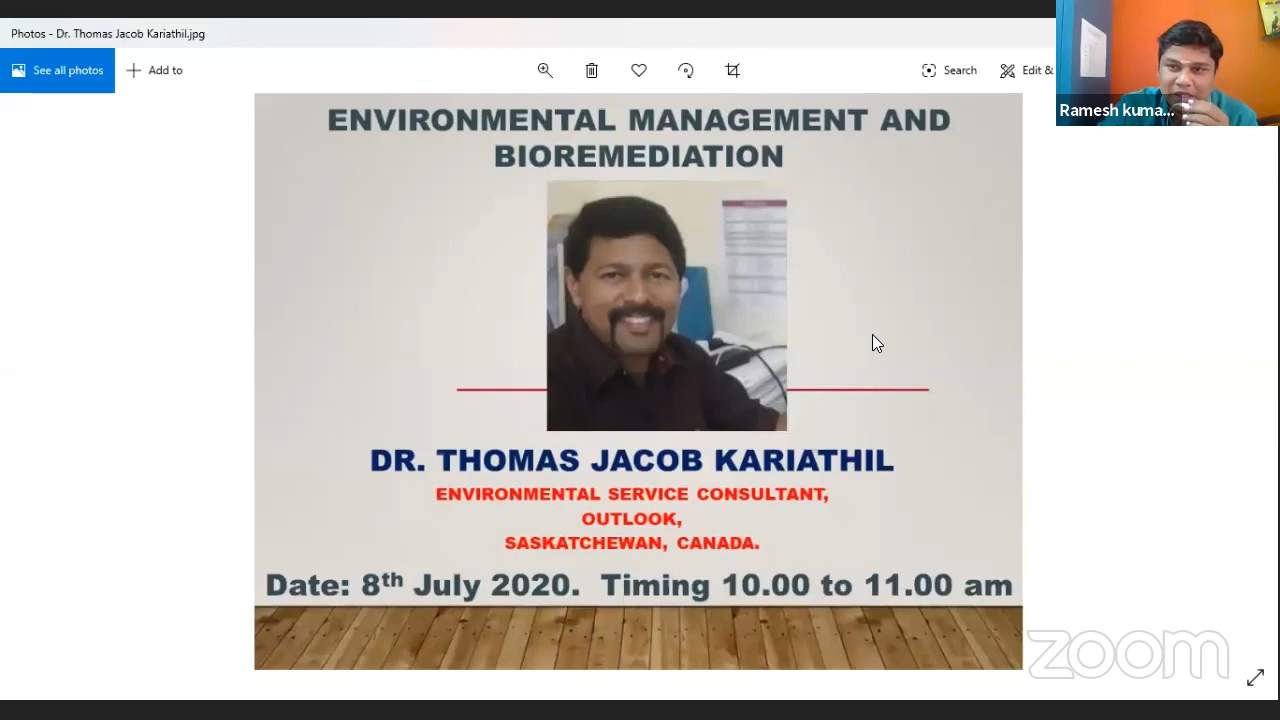 Photos - Dr. Thomas Jacob Kariathil.jpg
See all photos
Add to
Search
Edit &
Ramesh kuma...
ENVIRONMENTAL MANAGEMENT AND
BIOREMEDIATION
DR. THOMAS JACOB KARIATHIL
ENVIRONMENTAL SERVICE CONSULTANT,
OUTLOOK,
SASKATCHEWAN, CANADA.
Date: 8th July 2020. Timing 10.00 to 11.00 am
zoom